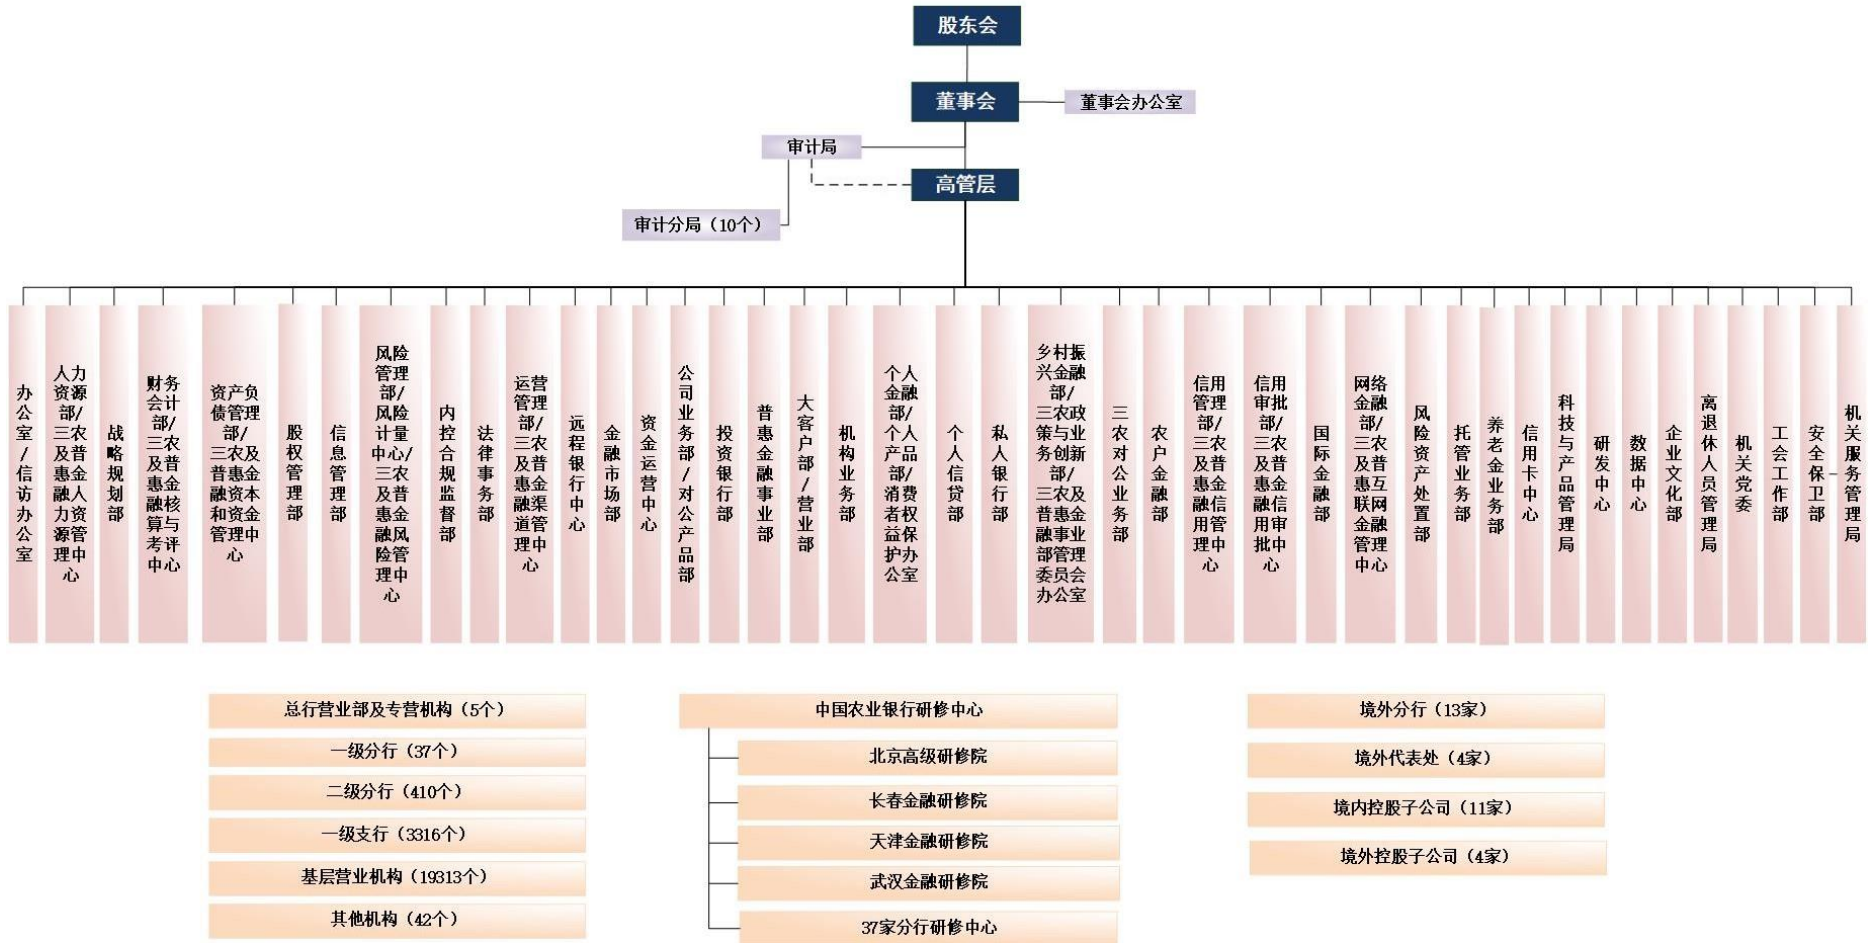 股东会
董事会
董事会办公室
审计局
高管层
审计分局（10个）
办公室/信访办公室
人力资源部/三农及普惠金融人力资源管理中心
战略规划部
财务会计部/三农及普惠金融核算与考评中心
资产负债管理部/三农及普惠金融资本和资金管理中心
股权管理部
信息管理部
风险管理部/风险计量中心/三农及普惠金融风险管理中心
内控合规监督部
法律事务部
运营管理部/三农及普惠金融渠道管理中心
远程银行中心
金融市场部
资金运营中心
公司业务部/对公产品部
投资银行部
普惠金融事业部
大客户部/营业部
机构业务部
个人金融部/个人产品部/消费者权益保护办公室
个人信贷部
私人银行部
乡村振兴金融部/三农政策与业务创新部/三农及普惠金融事业部管理委员会办公室
三农对公业务部
农户金融部
信用管理部/三农及普惠金融信用管理中心
信用审批部/三农及普惠金融信用审批中心
国际金融部
网络金融部/三农及普惠互联网金融管理中心
风险资产处置部
托管业务部
养老金业务部
信用卡中心
科技与产品管理局
研发中心
数据中心
企业文化部
离退休人员管理局
机关党委
工会工作部
安全保卫部
机关服务管理局
总行营业部及专营机构（5个）
一级分行（37个）
二级分行（410个）
一级支行（3316个）
基层营业机构（19313个）
其他机构（42个）
中国农业银行研修中心
北京高级研修院
长春金融研修院
天津金融研修院
武汉金融研修院
37家分行研修中心
境外分行（13家）
境外代表处（4家）
境内控股子公司（11家）
境外控股子公司（4家）